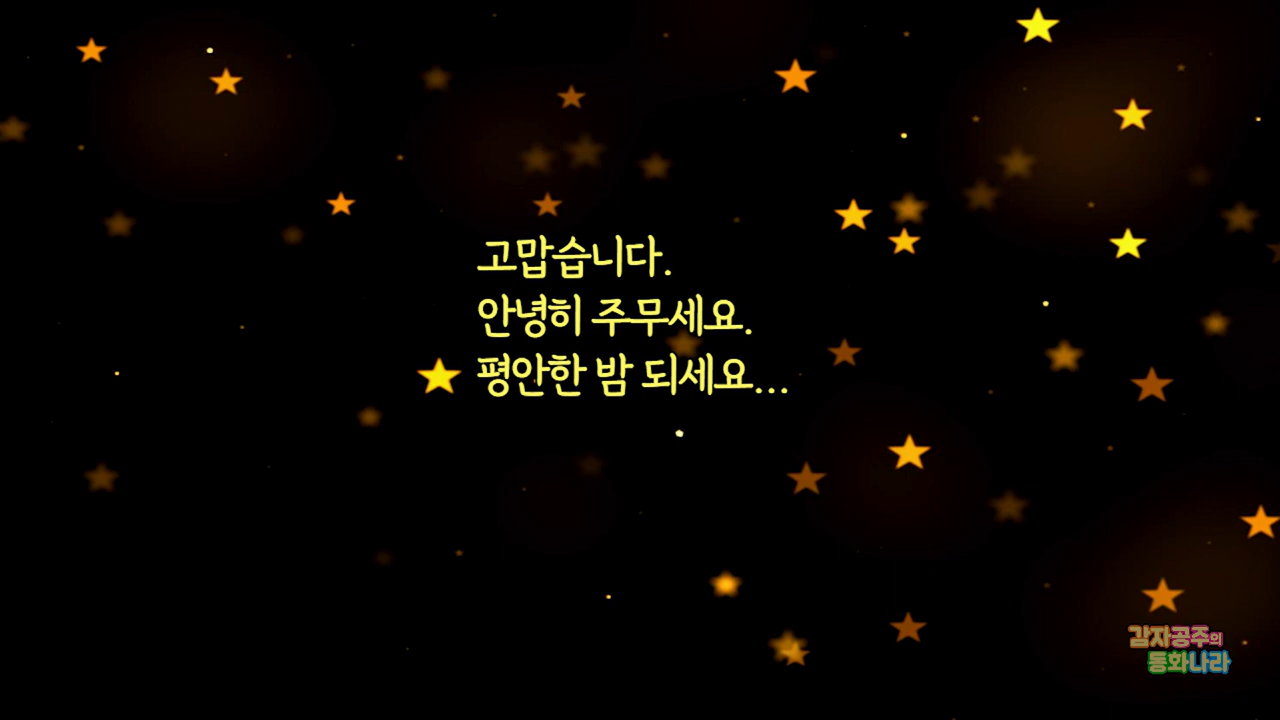 고맙습니다.
안녕히 주무세요.
평안한 밤 되세요...
감자공주의
동화나라